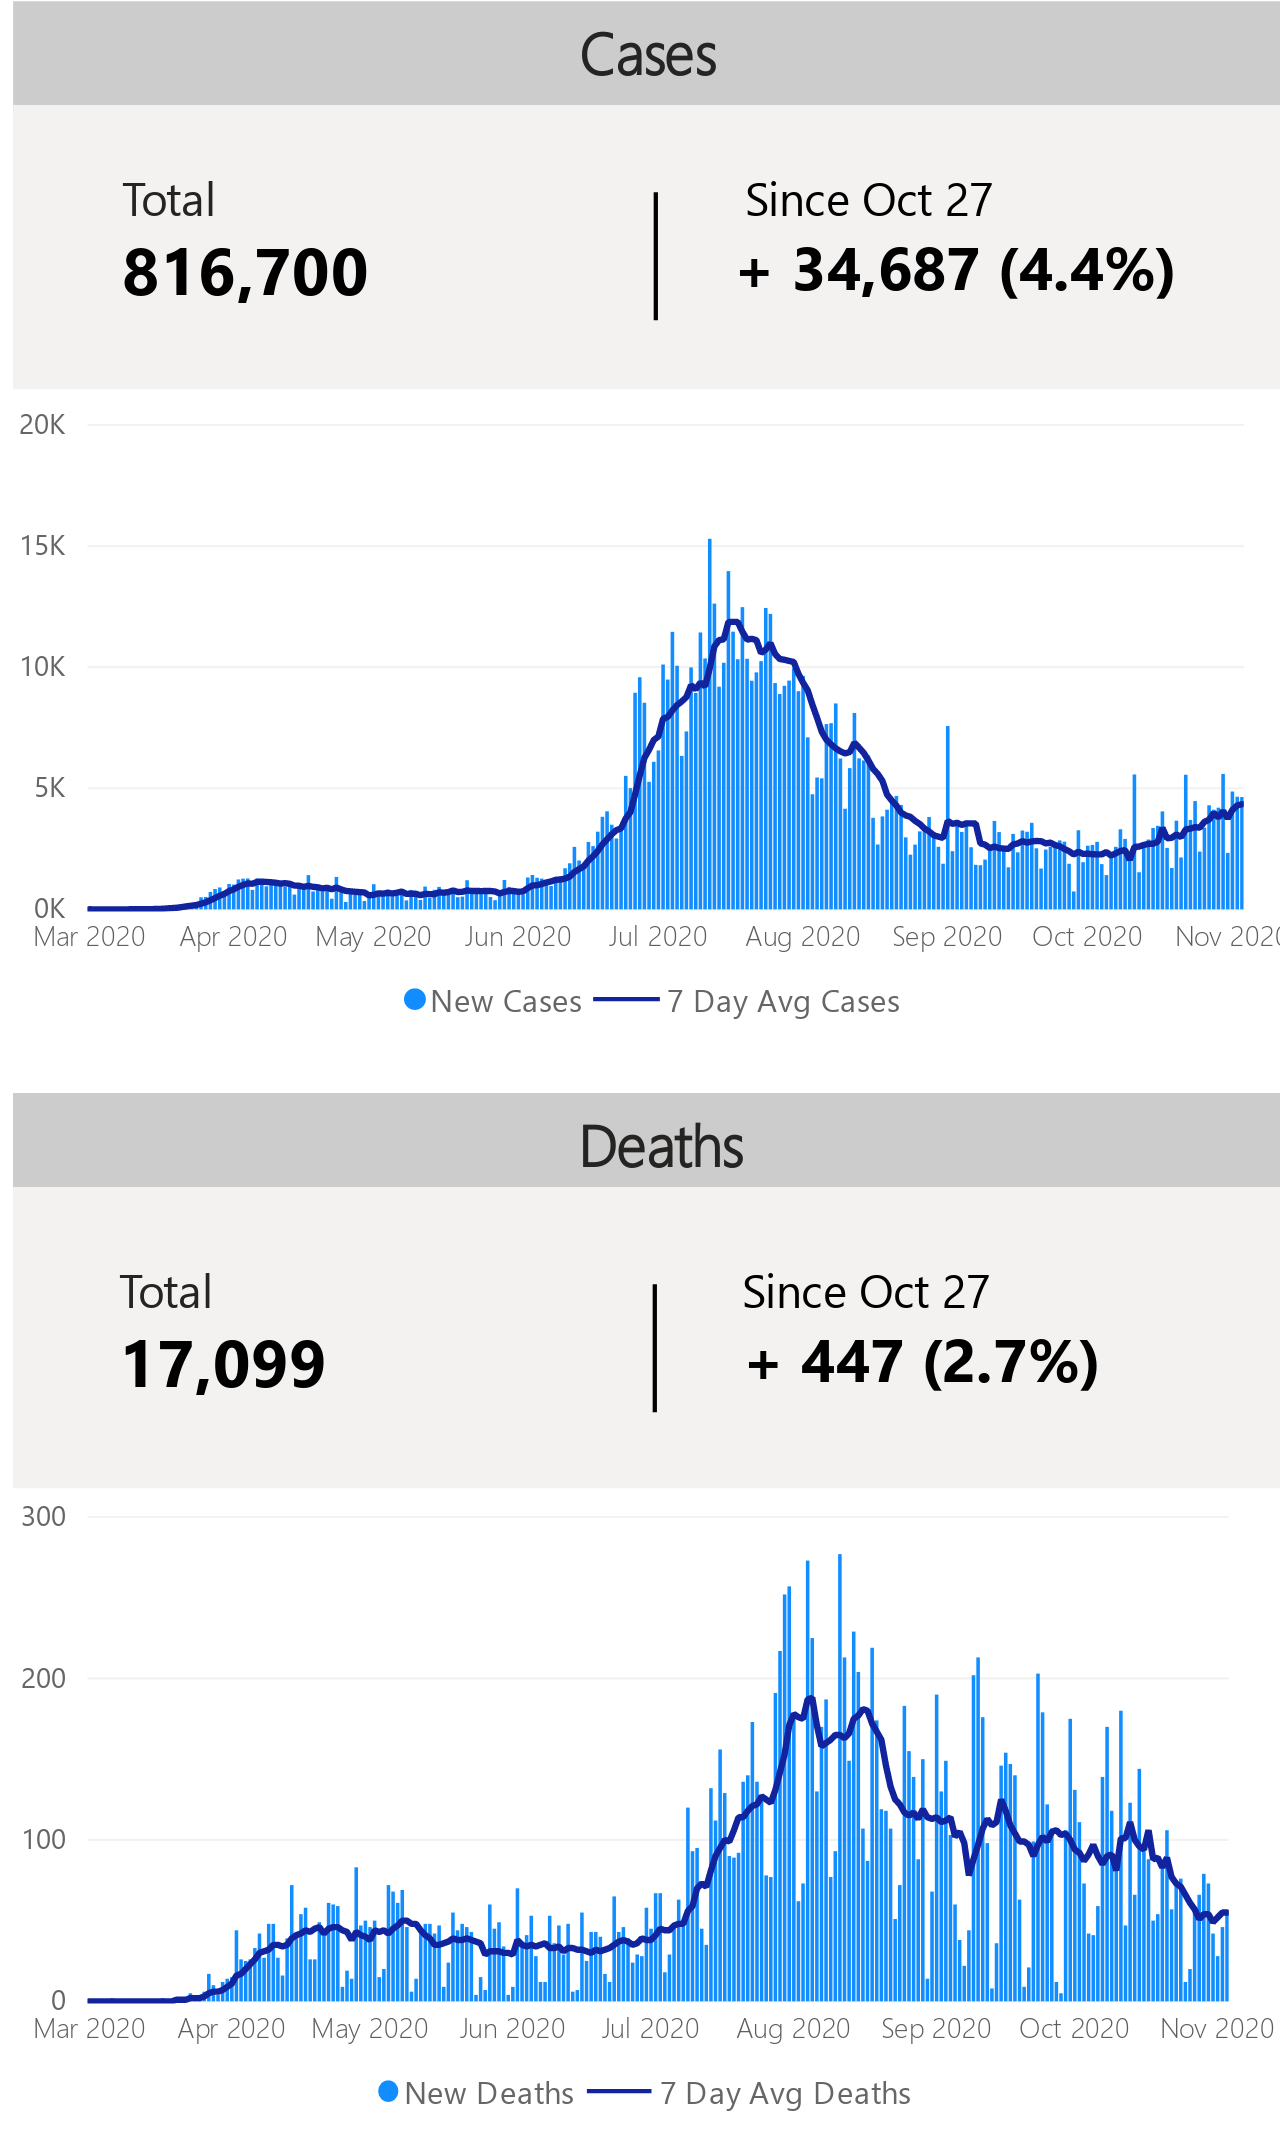 Cases
Total
816,700
Since Oct 27
+ 34,687 (4.4%)
20K
15K
10K
5K
0K
Mar 2020 Apr 2020 May 2020 Jun 2020 Jul 2020 Aug 2020 Sep 2020 Oct 2020 Nov 2020
New Cases 7 Day Avg Cases
Deaths
Total
17,099
Since Oct 27
+ 447 (2.7%)
300
200
100
0
Mar 2020 Apr 2020 May 2020 Jun 2020 Jul 2020 Aug 2020 Sep 2020 Oct 2020 Nov 2020
New Deaths 7 Day Avg Deaths